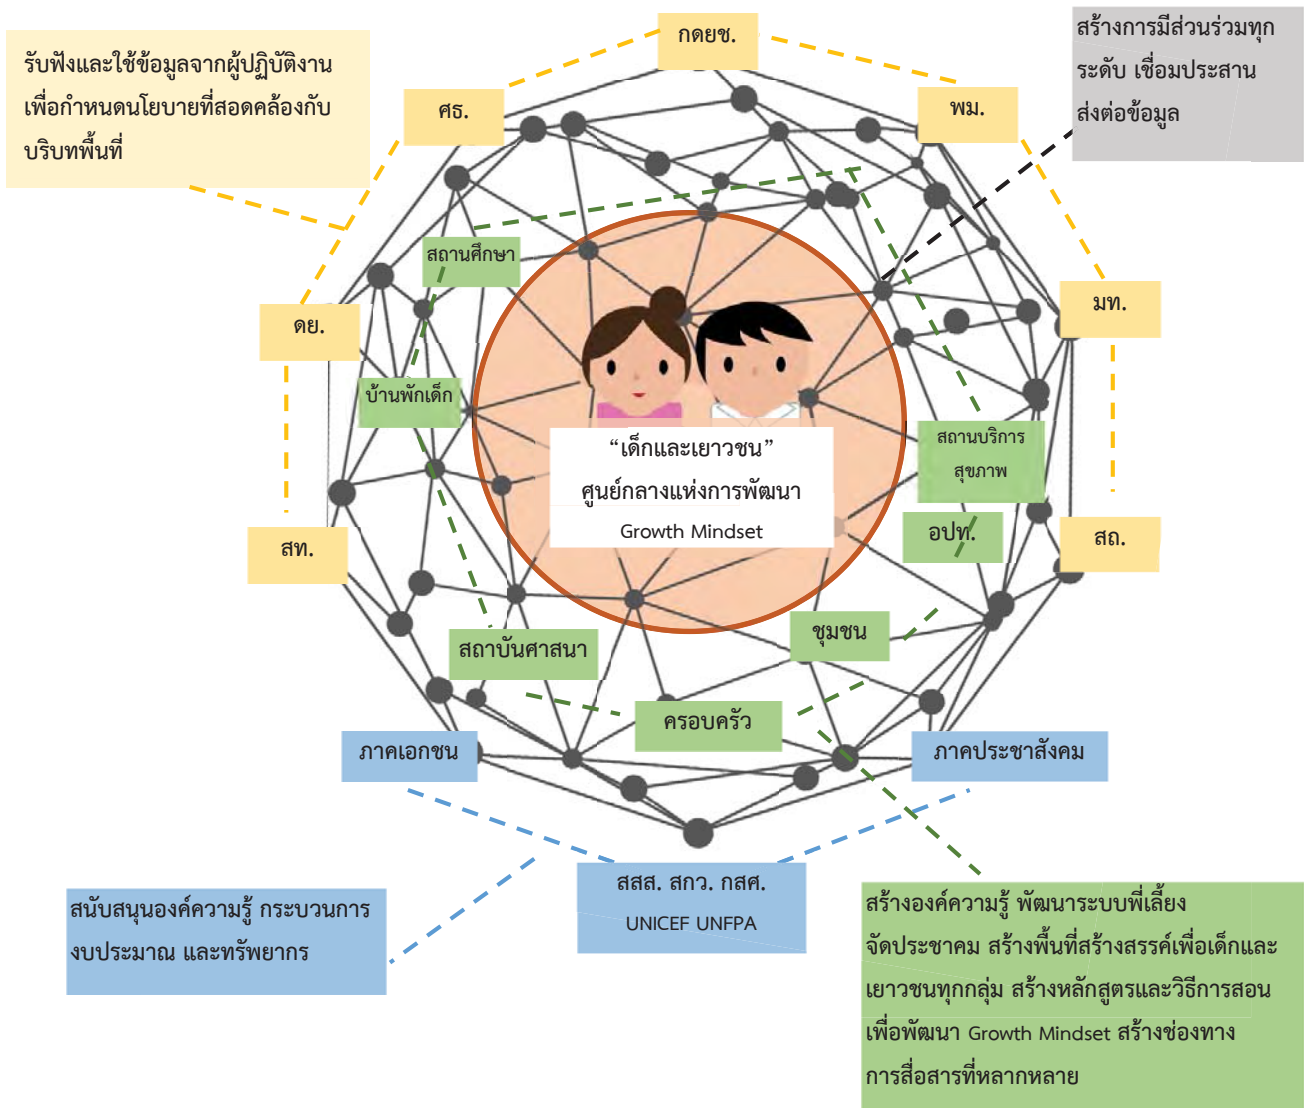 กดยช.
สร้างการมีส่วนร่วมทุก
ระดับ เชื่อมประสาน
ส่งต่อข้อมูล
รับฟังและใช้ข้อมูลจากผู้ปฏิบัติงาน
เพื่อกำหนดนโยบายที่สอดคล้องกับ
บริบทพื้นที่
ศธ.
พม.
สถานศึกษา
ดย.
มท.
บ้านพักเด็ก
“เด็กและเยาวชน”
ศูนย์กลางแห่งการพัฒนา
Growth Mindset
สถานบริการ
สุขภาพ
อปท.
สท.
สถ.
สถาบันศาสนา
ชุมชน
ครอบครัว
ภาคเอกชน
ภาคประชาสังคม
สสส. สกว. กสศ.
UNICEF UNFPA
สนับสนุนองค์ความรู้ กระบวนการ
งบประมาณ และทรัพยากร
สร้างองค์ความรู้ พัฒนาระบบพี่เลี้ยง
จัดประชาคม สร้างพื้นที่สร้างสรรค์เพื่อเด็กและ
เยาวชนทุกกลุ่ม สร้างหลักสูตรและวิธีการสอน
เพื่อพัฒนา Growth Mindset สร้างช่องทาง
การสื่อสารที่หลากหลาย